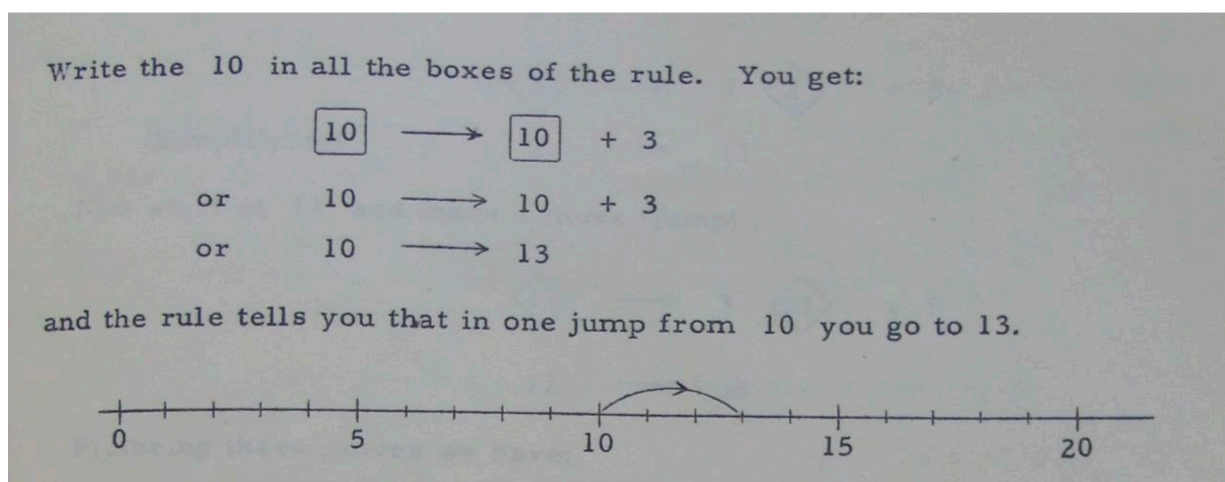 Write the 10 in all the boxes of the rule. You get:
10 ⟶ 10 + 3
or 10 ⟶ 10 + 3
or 10 ⟶ 13
and the rule tells you that in one jump from 10 you go to 13.
0 5 10 15 20